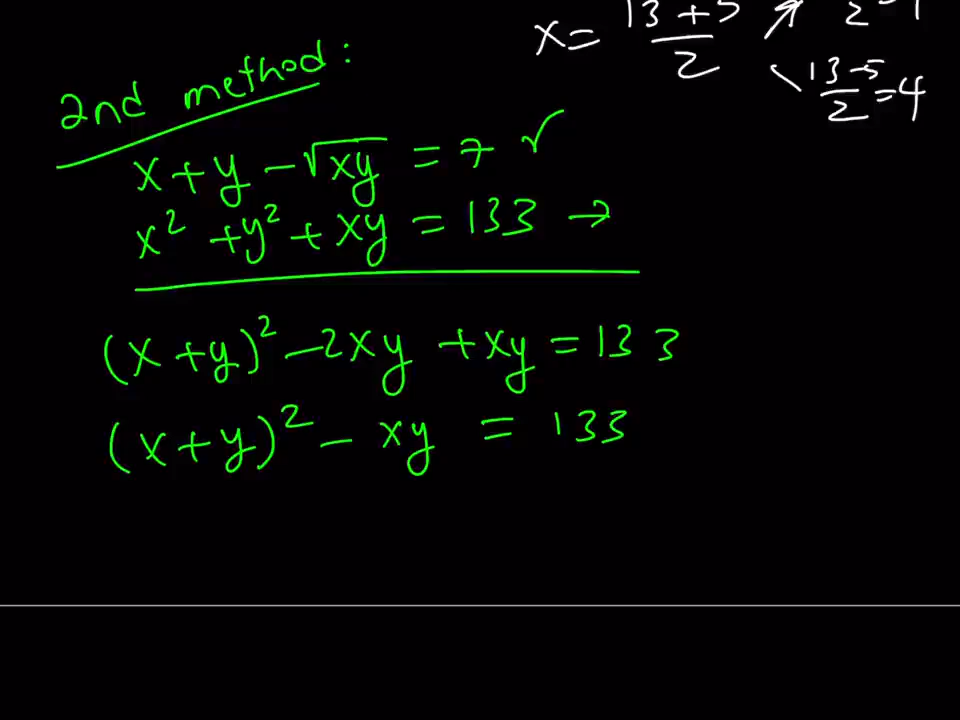 x = (13 + 5)/2
(13 - 5)/2 = 4
2nd method:
x + y - √xy = 7 ✓
x² + y² + xy = 133 →
(x + y)² - 2xy + xy = 133
(x + y)² - xy = 133